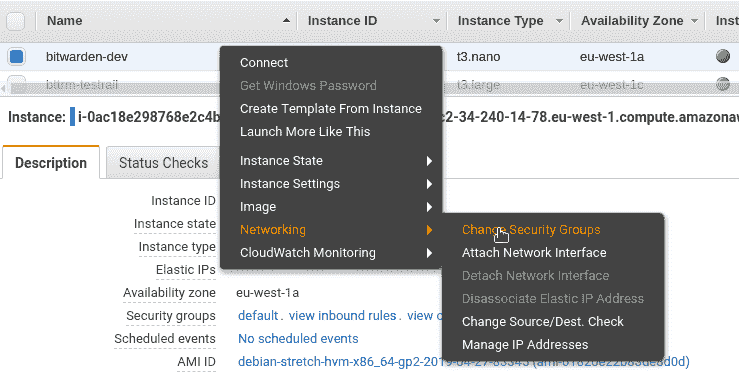 Name Instance ID Instance Type Availability Zone Inst
bitwarden-dev t3.nano eu-west-1a
bttrm-testrail t3.large eu-west-1c
Connect
Get Windows Password
Create Template From Instance
Launch More Like This
Instance State
Instance Settings
Image
Networking
CloudWatch Monitoring
Change Security Groups
Attach Network Interface
Detach Network Interface
Disassociate Elastic IP Address
Change Source/Dest. Check
Manage IP Addresses
Instance: i-0ac18e298768e2c4b c2-34-240-14-78.eu-west-1.compute.amazonaw
Description Status Checks
Instance ID
Instance state
Instance type
Elastic IPs
Availability zone eu-west-1a
Security groups default. view inbound rules. view o
Scheduled events No scheduled events
AMI ID debian-stretch-hvm-x86_64-gp2-2019-04-27-